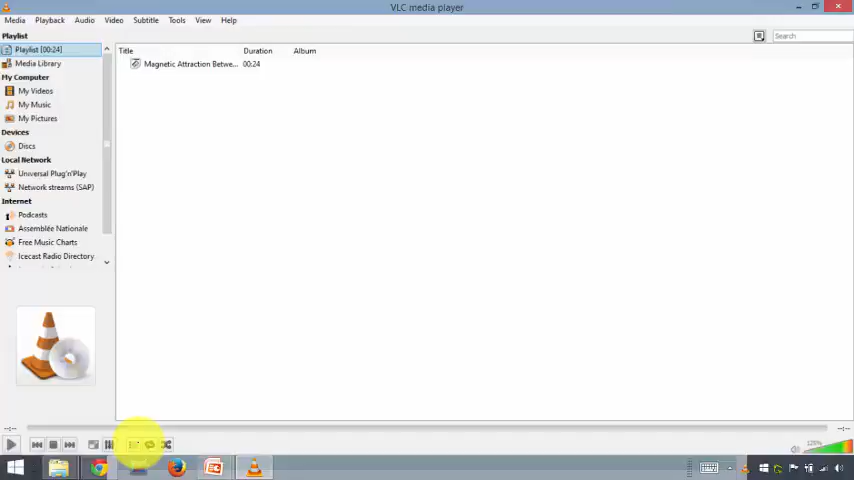 VLC media player
Media Playback Audio Video Subtitle Tools View Help
Playlist
Search
Playlist [00:24]
Title Duration Album
Media Library
Magnetic Attraction Betwe... 00:24
My Computer
My Videos
My Music
My Pictures
Devices
Discs
Local Network
Universal Plug'n'Play
Network streams (SAP)
Internet
Podcasts
Assemblée Nationale
Free Music Charts
Icecast Radio Directory
--:-- --:--
125%